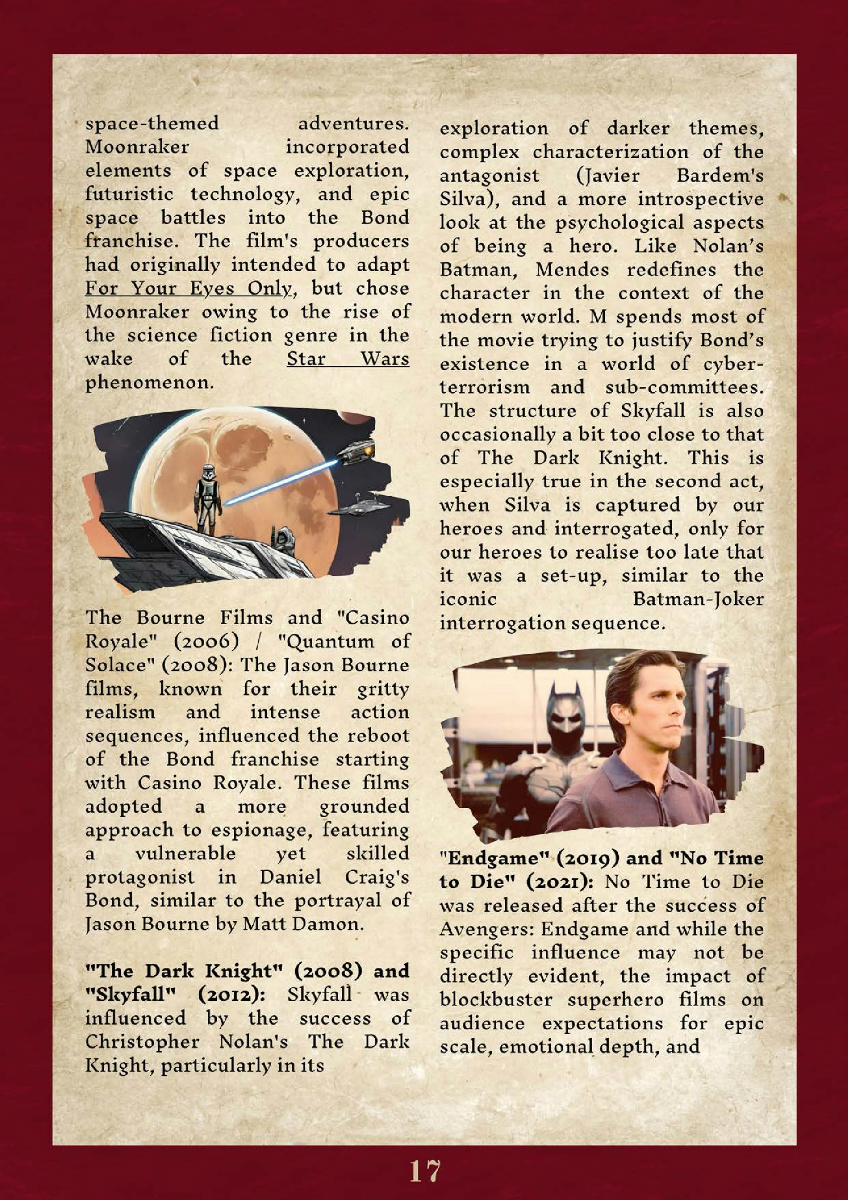 space-themed adventures.
Moonraker incorporated
elements of space exploration,
futuristic technology, and epic
space battles into the Bond
franchise. The film's producers
had originally intended to adapt
For Your Eyes Only, but chose
Moonraker owing to the rise of
the science fiction genre in the
wake of the Star Wars
phenomenon.
The Bourne Films and "Casino
Royale" (2006) / "Quantum of
Solace" (2008): The Jason Bourne
films, known for their gritty
realism and intense action
sequences, influenced the reboot
of the Bond franchise starting
with Casino Royale. These films
adopted a more grounded
approach to espionage, featuring
a vulnerable yet skilled
protagonist in Daniel Craig's
Bond, similar to the portrayal of
Jason Bourne by Matt Damon.
"The Dark Knight" (2008) and
"Skyfall" (2012): Skyfall was
influenced by the success of
Christopher Nolan's The Dark
Knight, particularly in its
exploration of darker themes,
complex characterization of the
antagonist (Javier Bardem's
Silva), and a more introspective
look at the psychological aspects
of being a hero. Like Nolan’s
Batman, Mendes redefines the
character in the context of the
modern world. M spends most of
the movie trying to justify Bond’s
existence in a world of cyber-
terrorism and sub-committees.
The structure of Skyfall is also
occasionally a bit too close to that
of The Dark Knight. This is
especially true in the second act,
when Silva is captured by our
heroes and interrogated, only for
our heroes to realise too late that
it was a set-up, similar to the
iconic Batman-Joker
interrogation sequence.
"Endgame" (2019) and "No Time
to Die" (2021): No Time to Die
was released after the success of
Avengers: Endgame and while the
specific influence may not be
directly evident, the impact of
blockbuster superhero films on
audience expectations for epic
scale, emotional depth, and
17